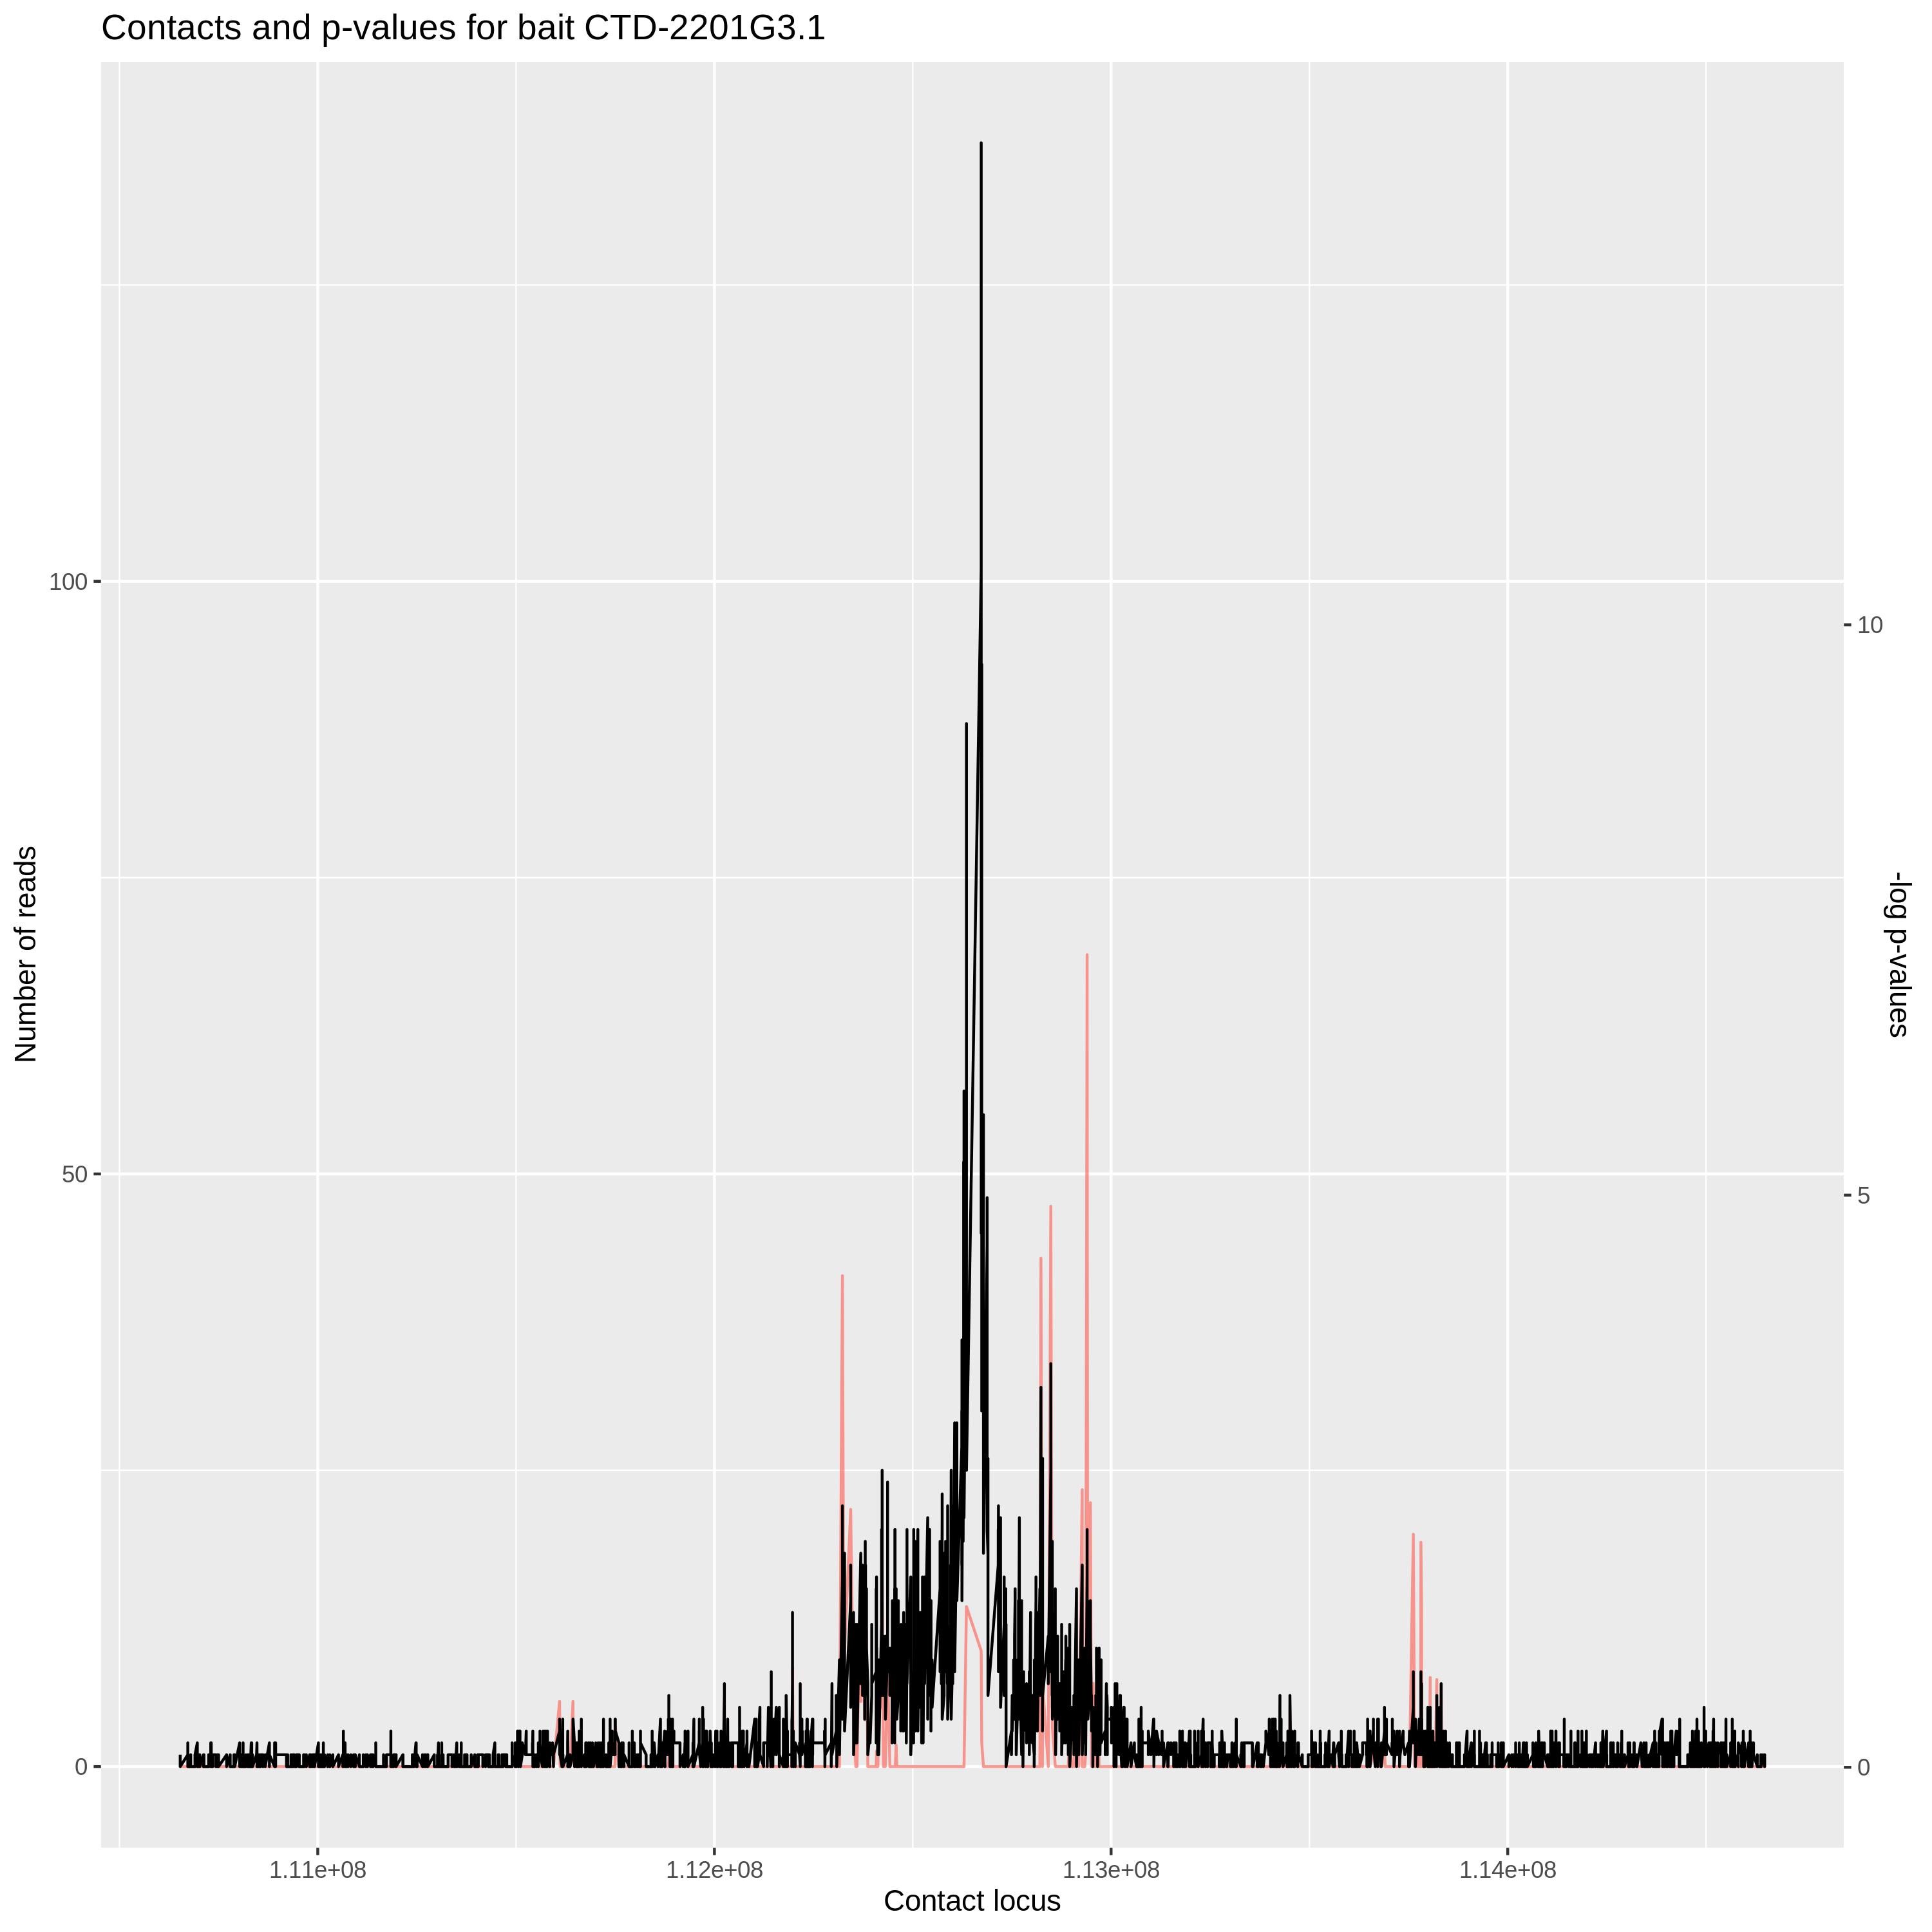 Contacts and p-values for bait CTD-2201G3.1
Number of reads
100
50
0
10
5
0
-log p-values
1.11e+08
1.12e+08
1.13e+08
1.14e+08
Contact locus